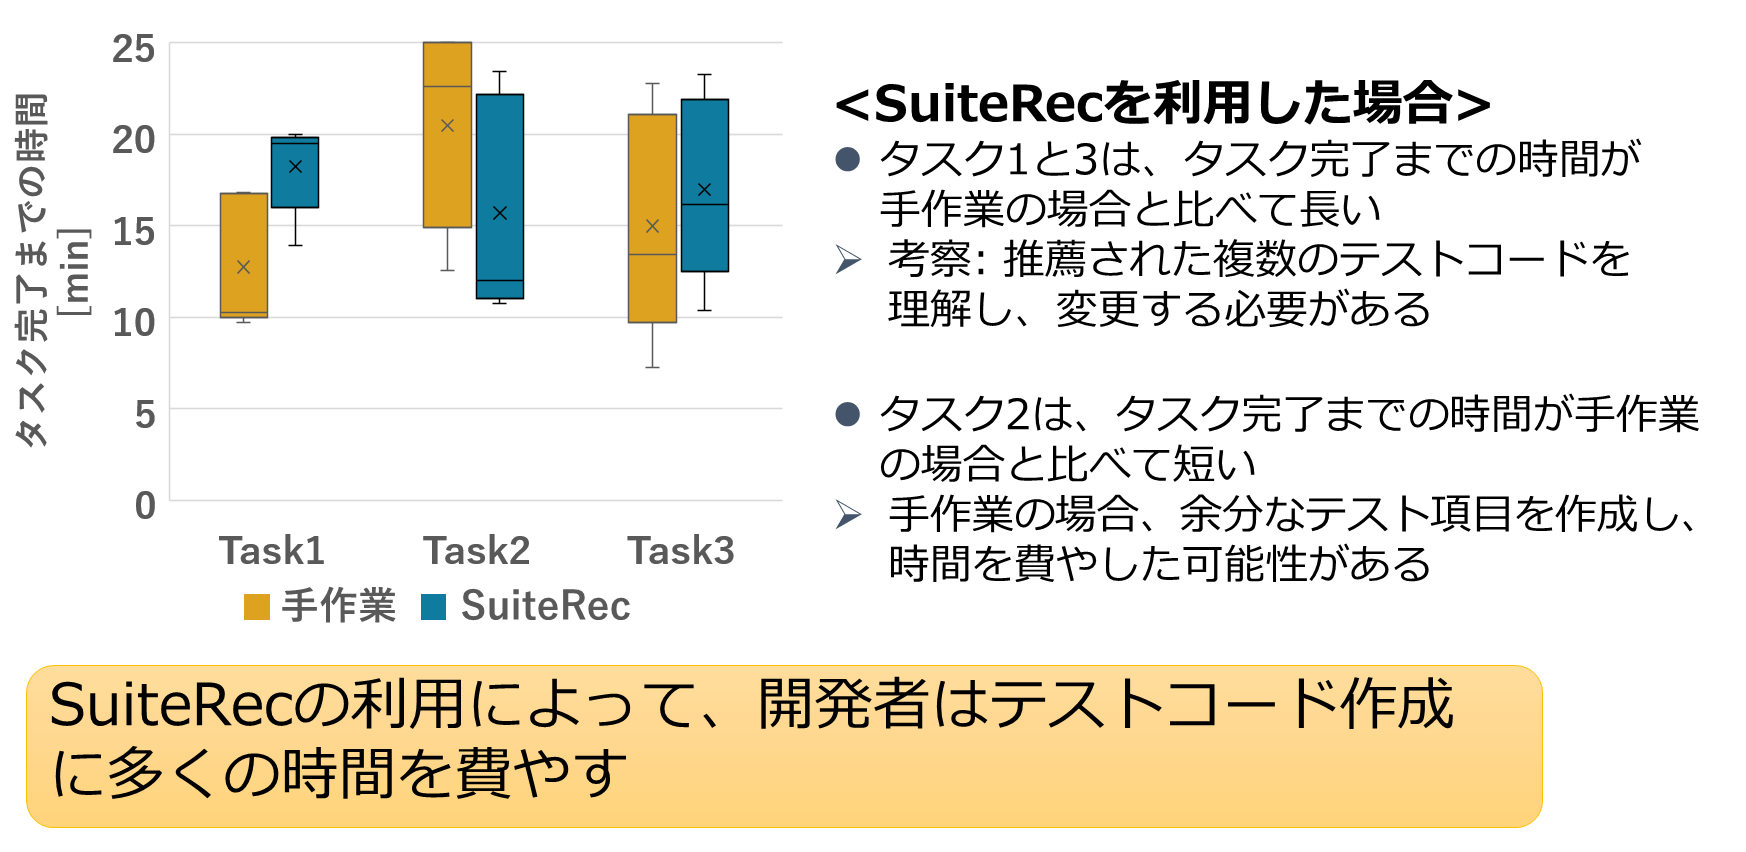 25
20
15
10
5
0
タスク完了までの時間
[min]
Task1 Task2 Task3
手作業 SuiteRec
<SuiteRecを利用した場合>
● タスク1と3は、タスク完了までの時間が
手作業の場合と比べて長い
➢ 考察: 推薦された複数のテストコードを
理解し、変更する必要がある
● タスク2は、タスク完了までの時間が手作業
の場合と比べて短い
➢ 手作業の場合、余分なテスト項目を作成し、
時間を費やした可能性がある
SuiteRecの利用によって、開発者はテストコード作成
に多くの時間を費やす